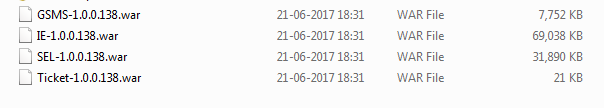 GSMS-1.0.0.138.war 21-06-2017 18:31 WAR File 7,752 KB
IE-1.0.0.138.war 21-06-2017 18:31 WAR File 69,038 KB
SEL-1.0.0.138.war 21-06-2017 18:31 WAR File 31,890 KB
Ticket-1.0.0.138.war 21-06-2017 18:31 WAR File 21 KB